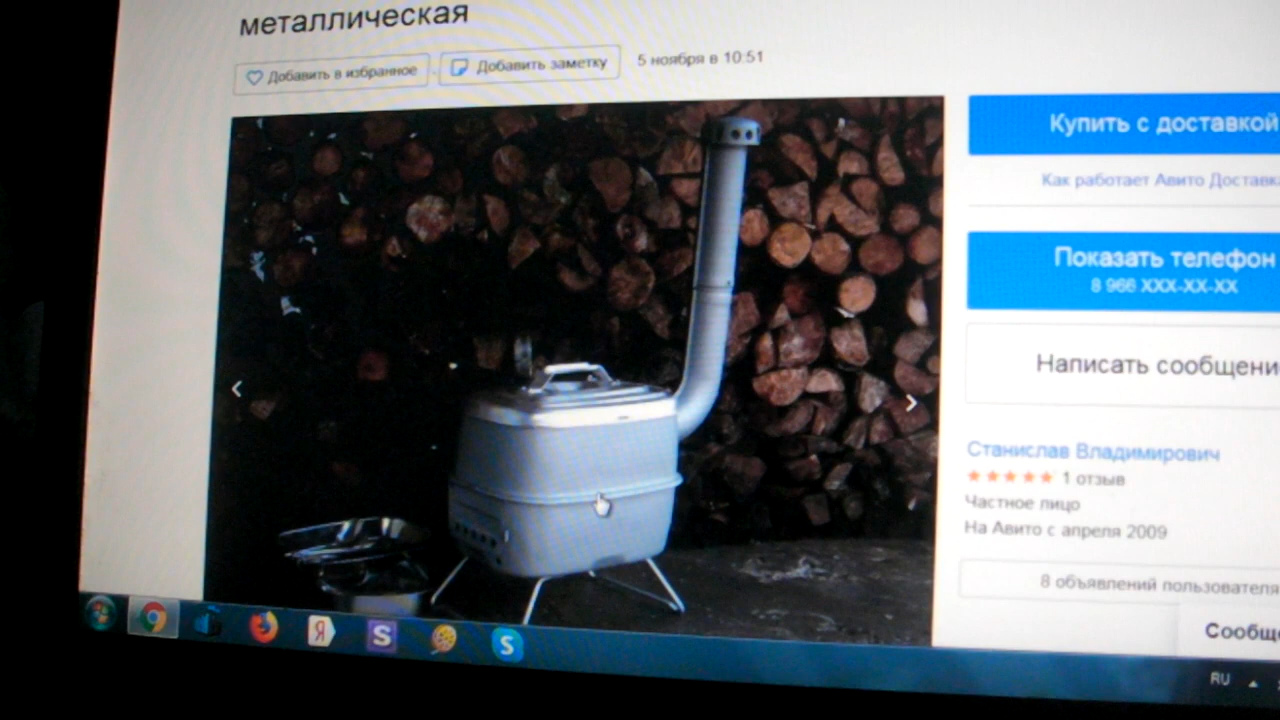 металлическая
Добавить в избранное
Добавить заметку
5 ноября в 10:51
Купить с доставкой
Как работает Авито Доставка
Показать телефон
8 966 XXX-XX-XX
Написать сообщени
Станислав Владимирович
1 отзыв
Частное лицо
На Авито с апреля 2009
8 объявлений пользователя
Сообще
Я
S
S
RU